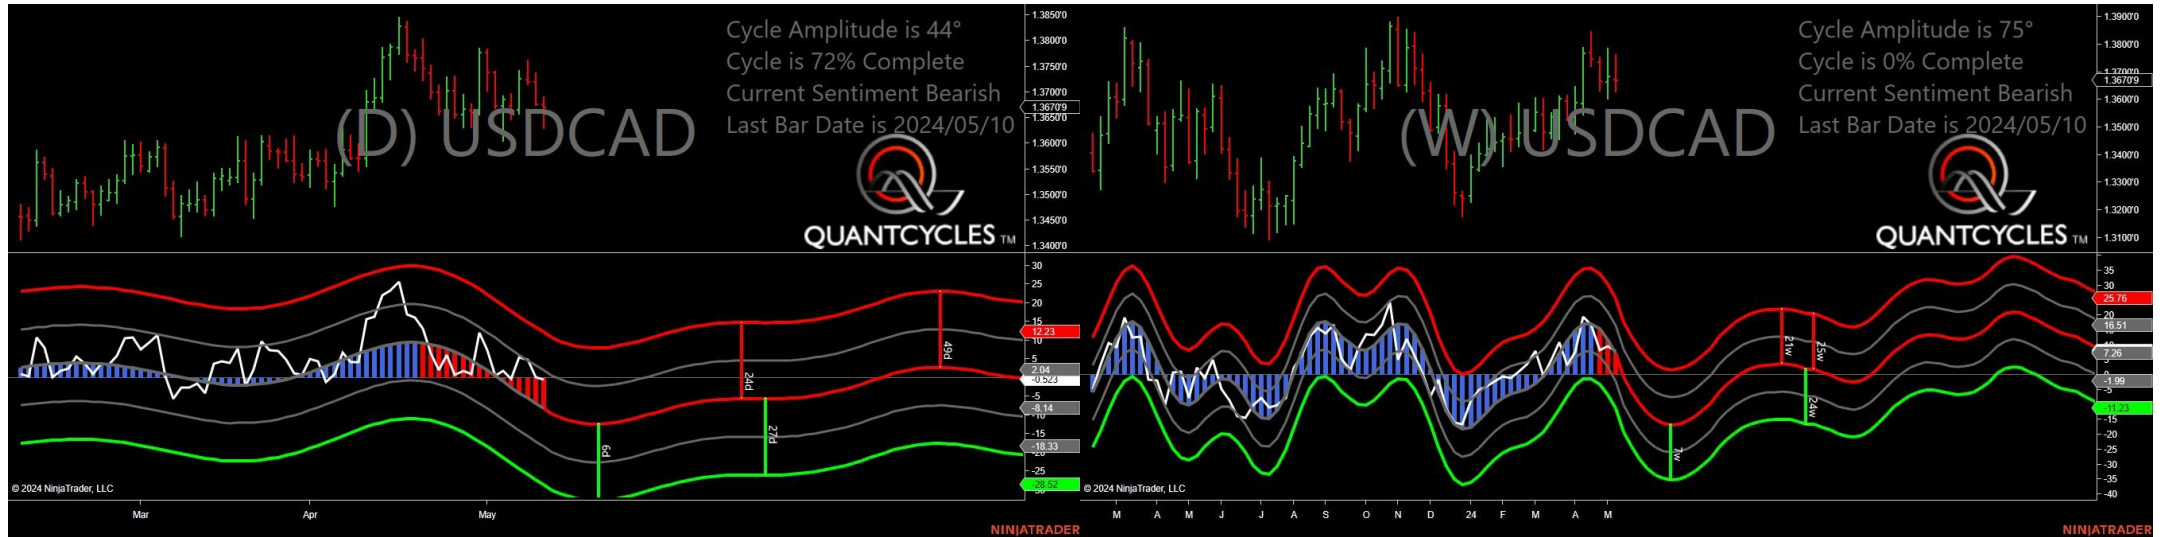 Cycle Amplitude is 44°
Cycle is 72% Complete
Current Sentiment Bearish
Last Bar Date is 2024/05/10
(D) USDCAD
QUANTCYCLES TM
1.3850'0
1.3800'0
1.3750'0
1.3700'0
1.3670'9
1.3650'0
1.3600'0
1.3550'0
1.3500'0
1.3450'0
1.3400'0
30
25
20
15
12.23
10
5
2.04
-0.523
-5
-8.14
-10
-15
-18.33
-20
-25
-28.52
6d
24d
27d
49d
© 2024 NinjaTrader, LLC
Mar Apr May
NINJATRADER
Cycle Amplitude is 75°
Cycle is 0% Complete
Current Sentiment Bearish
Last Bar Date is 2024/05/10
(W) USDCAD
QUANTCYCLES TM
1.3900'0
1.3800'0
1.3700'0
1.3670'9
1.3600'0
1.3500'0
1.3400'0
1.3300'0
1.3200'0
1.3100'0
35
30
25.76
20
16.51
7.26
-1.99
-5
-11.23
-15
-20
-25
-30
-35
-40
7w
21w
24w
25w
© 2024 NinjaTrader, LLC
M A M J J A S O N D 24 F M A M
NINJATRADER